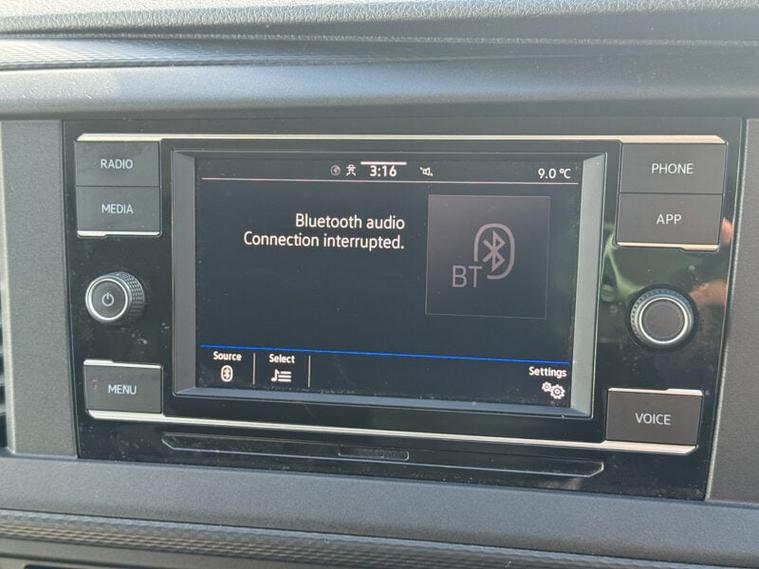 RADIO
MEDIA
MENU
3:16
9.0 °C
Bluetooth audio
Connection interrupted.
BT
Source
Select
Settings
PHONE
APP
VOICE